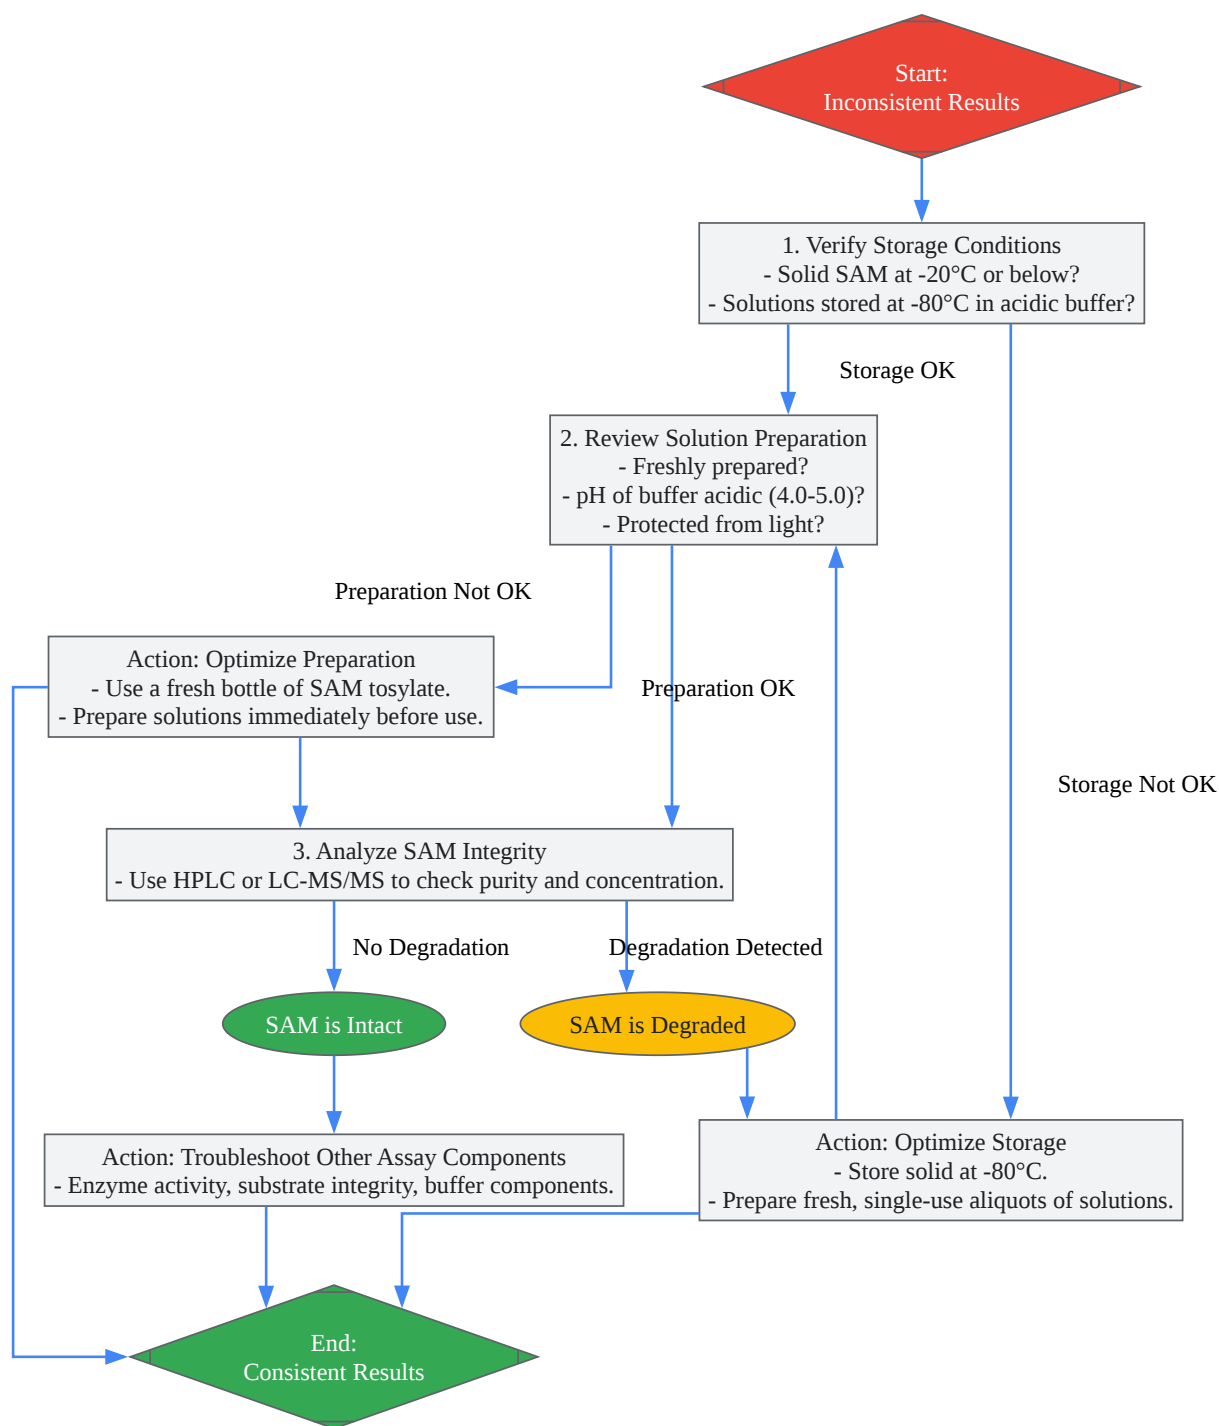 Start:
Inconsistent Results
1. Verify Storage Conditions
- Solid SAM at -20°C or below?
- Solutions stored at -80°C in acidic buffer?
Storage OK
2. Review Solution Preparation
- Freshly prepared?
- pH of buffer acidic (4.0-5.0)?
- Protected from light?
Preparation Not OK
Action: Optimize Preparation
- Use a fresh bottle of SAM tosylate.
- Prepare solutions immediately before use.
Preparation OK
Storage Not OK
3. Analyze SAM Integrity
- Use HPLC or LC-MS/MS to check purity and concentration.
No Degradation
Degradation Detected
SAM is Intact
SAM is Degraded
Action: Troubleshoot Other Assay Components
- Enzyme activity, substrate integrity, buffer components.
Action: Optimize Storage
- Store solid at -80°C.
- Prepare fresh, single-use aliquots of solutions.
End:
Consistent Results